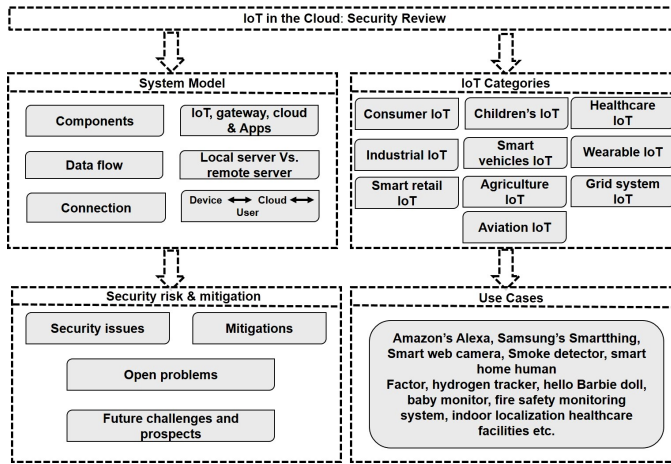 IoT in the Cloud: Security Review
System Model
Components
IoT, gateway, cloud
& Apps
Data flow
Local server Vs.
remote server
Connection
Device Cloud
User
IoT Categories
Consumer IoT
Children's IoT
Healthcare
IoT
Industrial IoT
Smart
vehicles IoT
Wearable IoT
Smart retail
IoT
Agriculture
IoT
Grid system
IoT
Aviation IoT
Security risk & mitigation
Security issues
Mitigations
Open problems
Future challenges and
prospects
Use Cases
Amazon's Alexa, Samsung's Smartthing,
Smart web camera, Smoke detector, smart
home human
Factor, hydrogen tracker, hello Barbie doll,
baby monitor, fire safety monitoring
system, indoor localization healthcare
facilities etc.